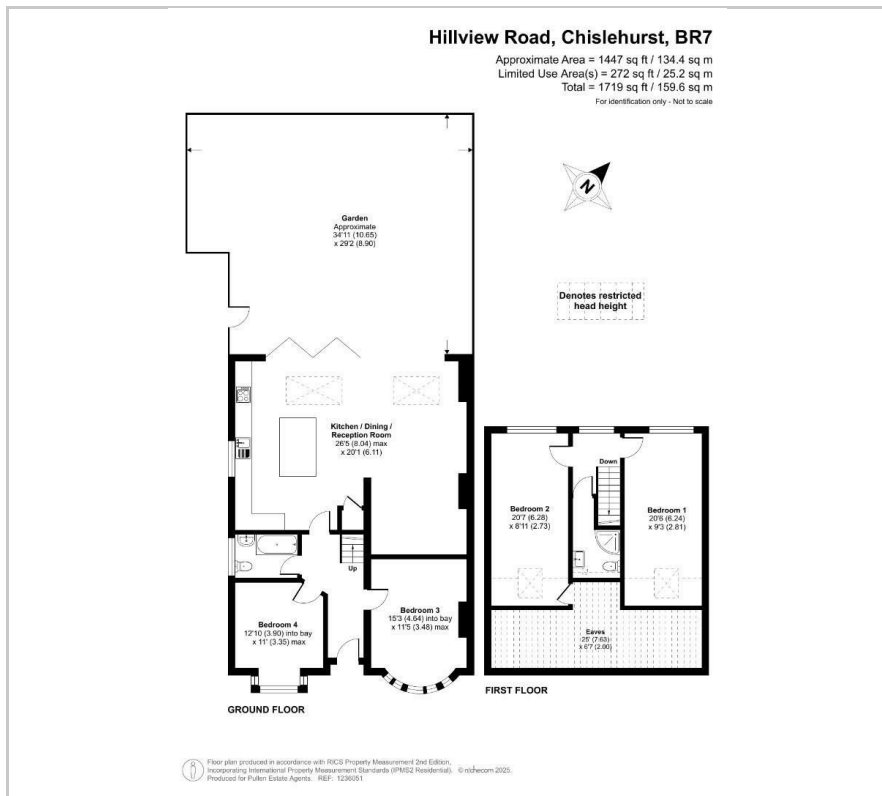 Hillview Road, Chislehurst, BR7
Approximate Area = 1447 sq ft / 134.4 sq m
Limited Use Area(s) = 272 sq ft / 25.2 sq m
Total = 1719 sq ft / 159.6 sq m
For identification only - Not to scale
N
Garden
Approximate
34'11 (10.65)
x 29'2 (8.90)
Denotes restricted
head height
Kitchen / Dining /
Reception Room
26'5 (8.04) max
x 20'1 (6.11)
Up
Bedroom 4
12'10 (3.90) into bay
x 11' (3.35) max
Bedroom 3
15'3 (4.64) into bay
x 11'5 (3.48) max
GROUND FLOOR
Down
Bedroom 2
20'7 (6.28)
x 8'11 (2.73)
Bedroom 1
20'6 (6.24)
x 9'3 (2.81)
Eaves
25' (7.63)
x 6'7 (2.00)
FIRST FLOOR
Floor plan produced in accordance with RICS Property Measurement 2nd Edition,
Incorporating International Property Measurement Standards (IPMS2 Residential). © nichecom 2025.
Produced for Pullen Estate Agents. REF: 1236051